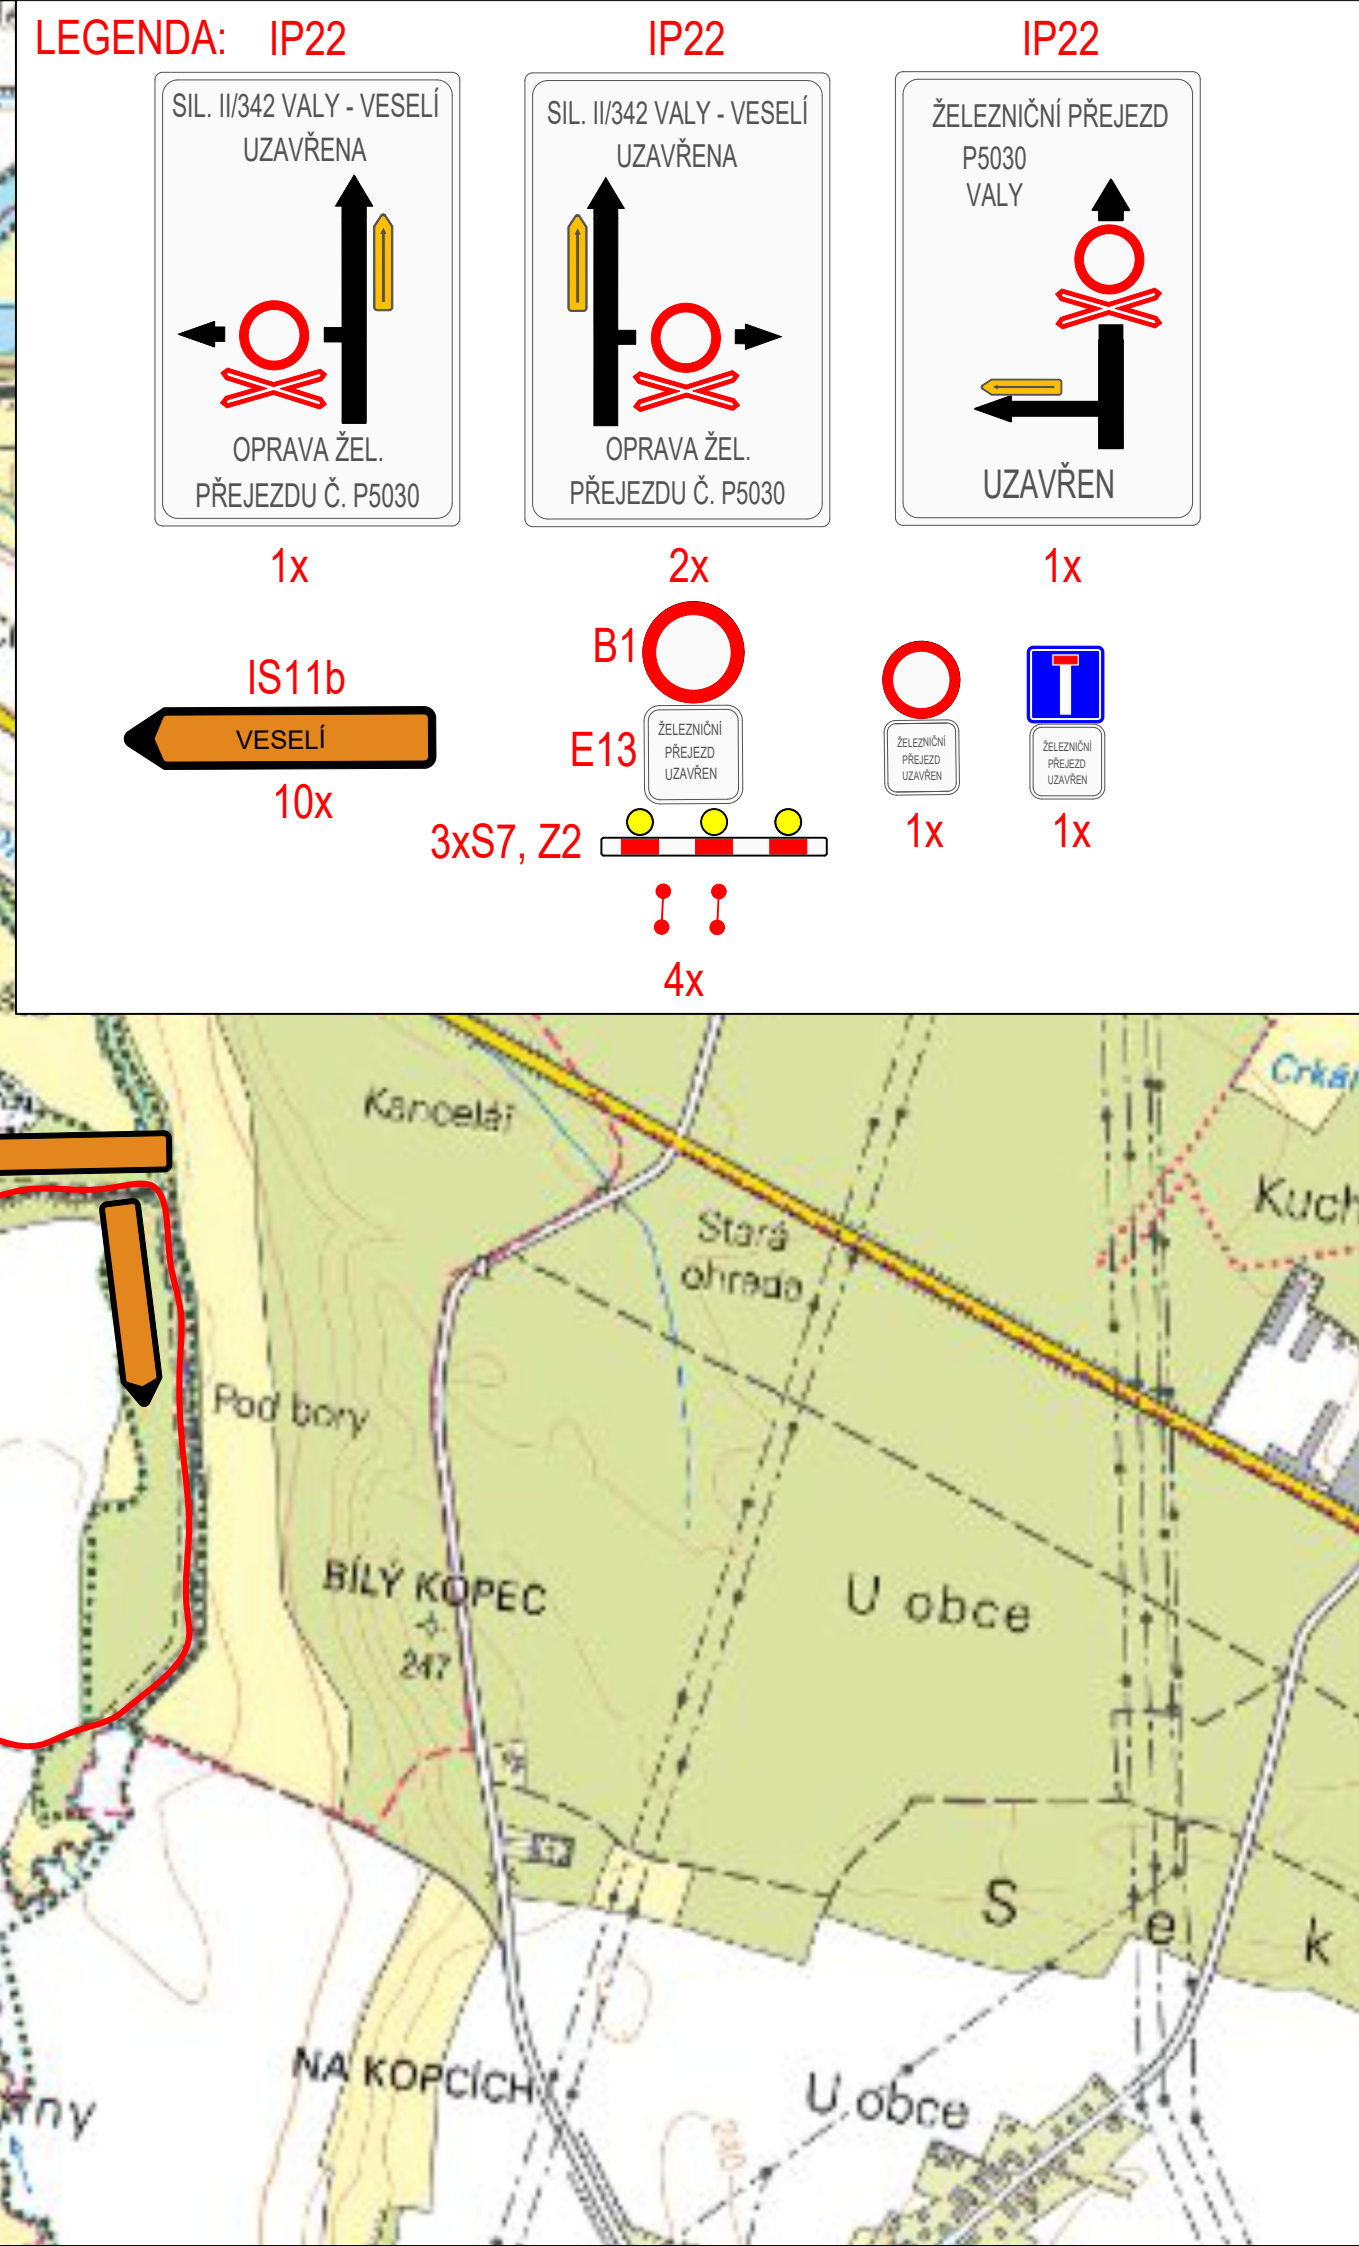 LEGENDA:
IP22
IP22
IP22
SIL. II/342 VALY - VESELÍ
UZAVŘENA
OPRAVA ŽEL.
PŘEJEZDU Č. P5030
SIL. II/342 VALY - VESELÍ
UZAVŘENA
OPRAVA ŽEL.
PŘEJEZDU Č. P5030
ŽELEZNIČNÍ PŘEJEZD
P5030
VALY
UZAVŘEN
1x
2x
1x
IS11b
VESELÍ
10x
B1
E13
ŽELEZNIČNÍ
PŘEJEZD
UZAVŘEN
3xS7, Z2
4x
ŽELEZNIČNÍ
PŘEJEZD
UZAVŘEN
1x
ŽELEZNIČNÍ
PŘEJEZD
UZAVŘEN
1x
Kancelář
Stará
ohrada
Pod bory
BÍLÝ KOPEC
247
U obce
S e k
NA KOPCÍCH
U obce
230